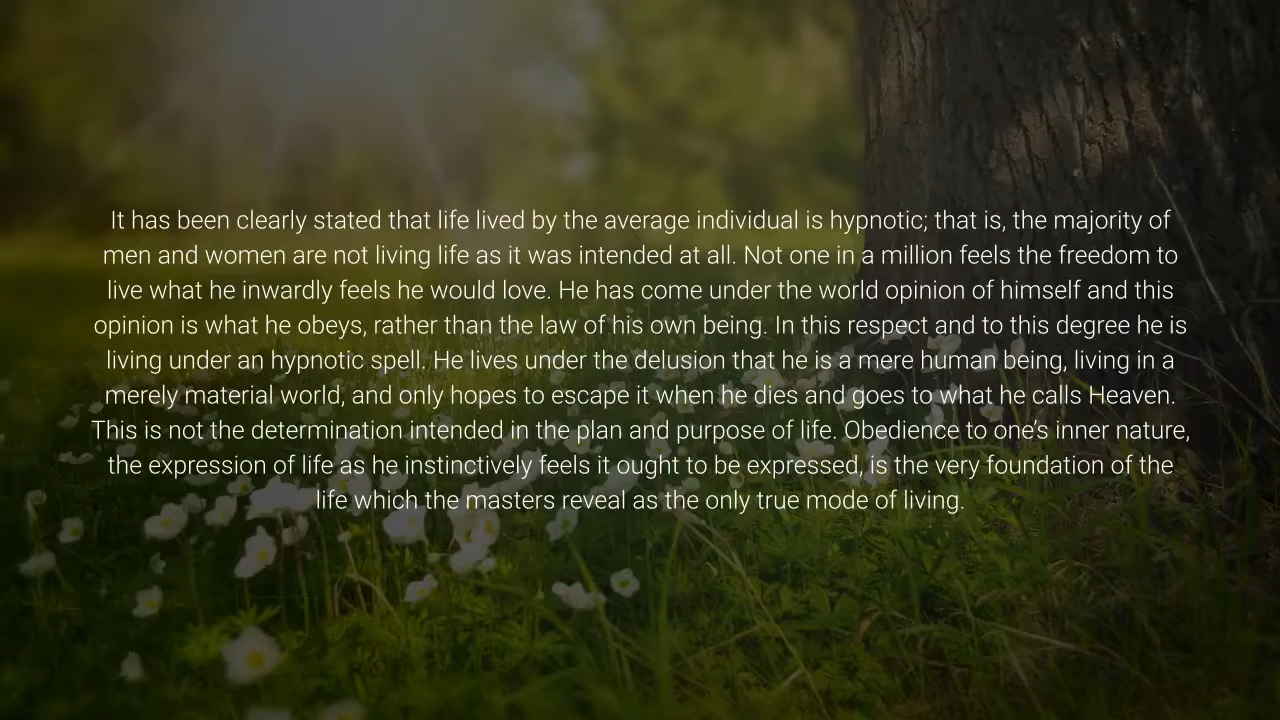 It has been clearly stated that life lived by the average individual is hypnotic; that is, the majority of
men and women are not living life as it was intended at all. Not one in a million feels the freedom to
live what he inwardly feels he would love. He has come under the world opinion of himself and this
opinion is what he obeys, rather than the law of his own being. In this respect and to this degree he is
living under an hypnotic spell. He lives under the delusion that he is a mere human being, living in a
merely material world, and only hopes to escape it when he dies and goes to what he calls Heaven.
This is not the determination intended in the plan and purpose of life. Obedience to one’s inner nature,
the expression of life as he instinctively feels it ought to be expressed, is the very foundation of the
life which the masters reveal as the only true mode of living.